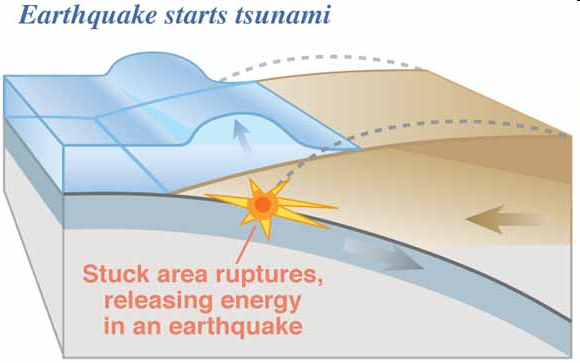 Earthquake starts tsunami
Stuck area ruptures,
releasing energy
in an earthquake